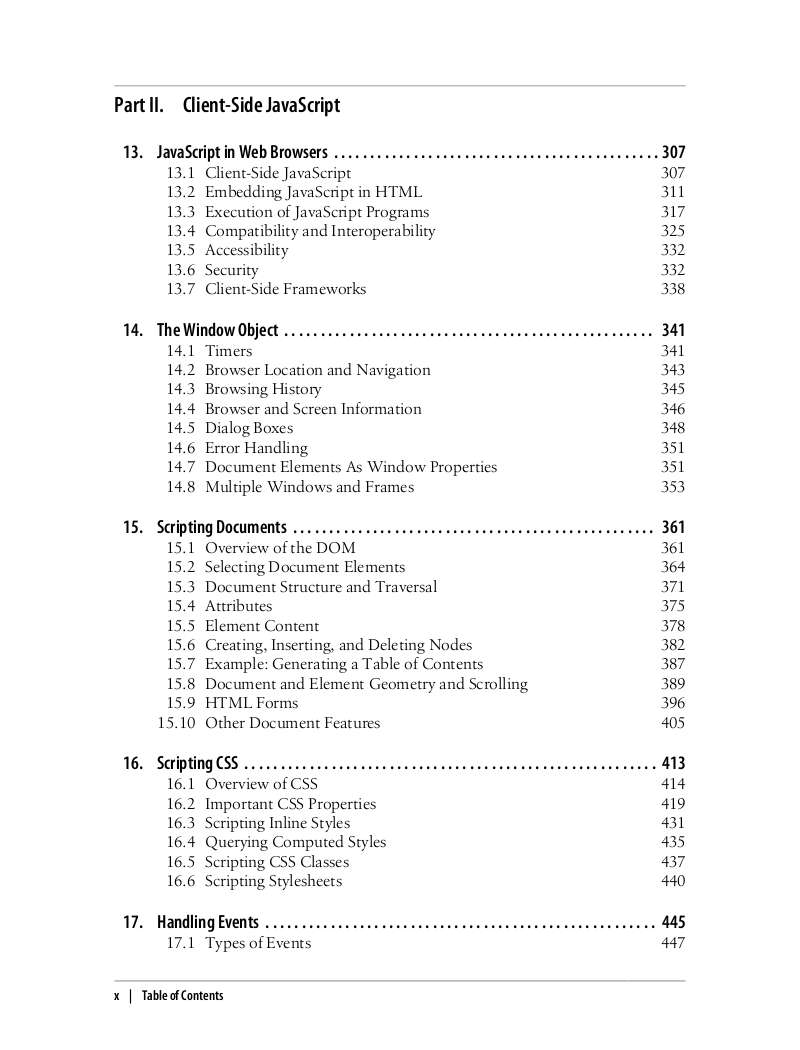 Part II. Client-Side JavaScript
13. JavaScript in Web Browsers . . . . . . . . . . . . . . . . . . . . . . . . . . . . . . . . . . . . . . . . . . . . . 307
13.1 Client-Side JavaScript 307
13.2 Embedding JavaScript in HTML 311
13.3 Execution of JavaScript Programs 317
13.4 Compatibility and Interoperability 325
13.5 Accessibility 332
13.6 Security 332
13.7 Client-Side Frameworks 338
14. The Window Object . . . . . . . . . . . . . . . . . . . . . . . . . . . . . . . . . . . . . . . . . . . . . . . . . . . 341
14.1 Timers 341
14.2 Browser Location and Navigation 343
14.3 Browsing History 345
14.4 Browser and Screen Information 346
14.5 Dialog Boxes 348
14.6 Error Handling 351
14.7 Document Elements As Window Properties 351
14.8 Multiple Windows and Frames 353
15. Scripting Documents . . . . . . . . . . . . . . . . . . . . . . . . . . . . . . . . . . . . . . . . . . . . . . . . . . 361
15.1 Overview of the DOM 361
15.2 Selecting Document Elements 364
15.3 Document Structure and Traversal 371
15.4 Attributes 375
15.5 Element Content 378
15.6 Creating, Inserting, and Deleting Nodes 382
15.7 Example: Generating a Table of Contents 387
15.8 Document and Element Geometry and Scrolling 389
15.9 HTML Forms 396
15.10 Other Document Features 405
16. Scripting CSS . . . . . . . . . . . . . . . . . . . . . . . . . . . . . . . . . . . . . . . . . . . . . . . . . . . . . . . . . 413
16.1 Overview of CSS 414
16.2 Important CSS Properties 419
16.3 Scripting Inline Styles 431
16.4 Querying Computed Styles 435
16.5 Scripting CSS Classes 437
16.6 Scripting Stylesheets 440
17. Handling Events . . . . . . . . . . . . . . . . . . . . . . . . . . . . . . . . . . . . . . . . . . . . . . . . . . . . . . 445
17.1 Types of Events 447
x | Table of Contents